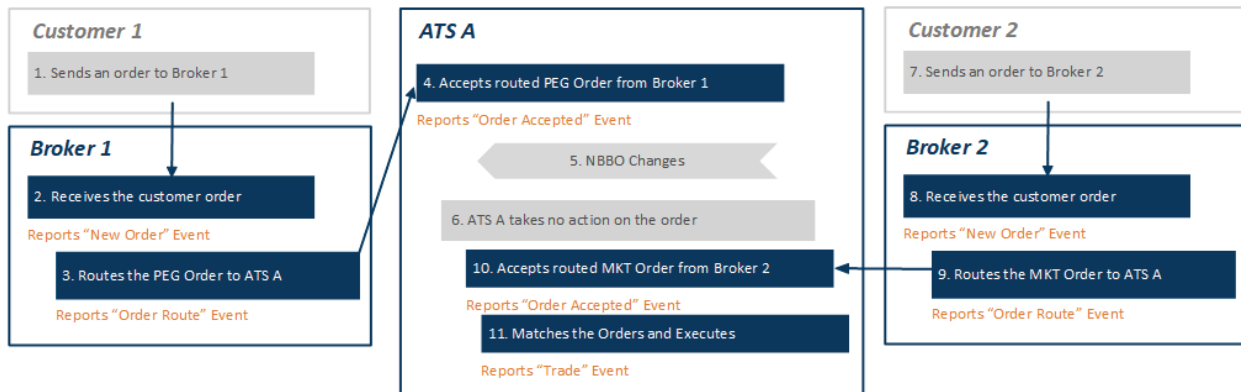 Customer 1
1. Sends an order to Broker 1
Broker 1
2. Receives the customer order
Reports “New Order” Event
3. Routes the PEG Order to ATS A
Reports “Order Route” Event
ATS A
4. Accepts routed PEG Order from Broker 1
Reports “Order Accepted” Event
5. NBBO Changes
6. ATS A takes no action on the order
10. Accepts routed MKT Order from Broker 2
Reports “Order Accepted” Event
11. Matches the Orders and Executes
Reports “Trade” Event
Customer 2
7. Sends an order to Broker 2
Broker 2
8. Receives the customer order
Reports “New Order” Event
9. Routes the MKT Order to ATS A
Reports “Order Route” Event